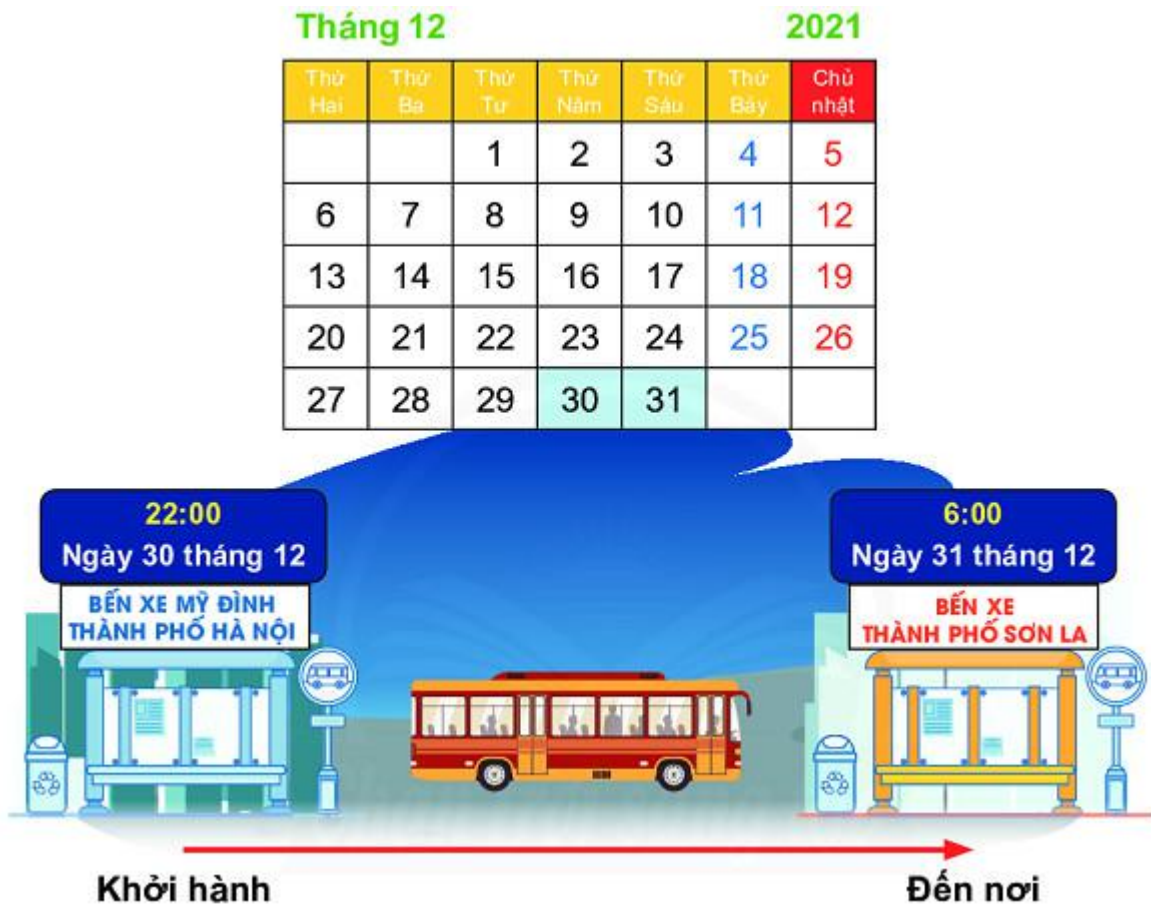 Tháng 12 2021
Thứ Hai Thứ Ba Thứ Tư Thứ Năm Thứ Sáu Thứ Bảy Chủ nhật
1 2 3 4 5
6 7 8 9 10 11 12
13 14 15 16 17 18 19
20 21 22 23 24 25 26
27 28 29 30 31
22:00
Ngày 30 tháng 12
BẾN XE MỸ ĐÌNH
THÀNH PHỐ HÀ NỘI
6:00
Ngày 31 tháng 12
BẾN XE
THÀNH PHỐ SƠN LA
Khởi hành Đến nơi